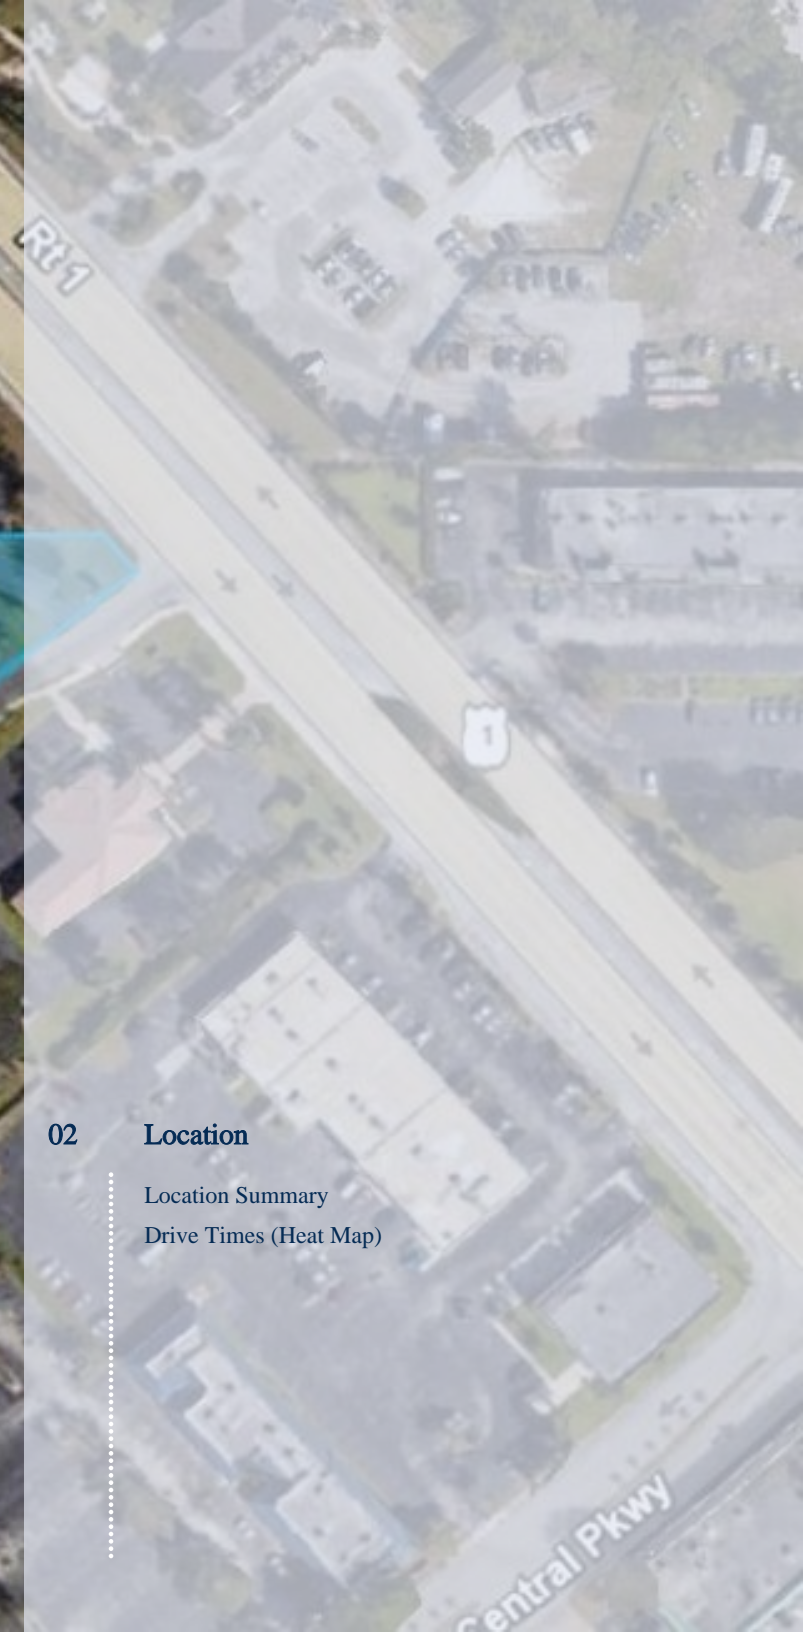 Rt 1
1
02 Location
Location Summary
Drive Times (Heat Map)
Central Pkwy